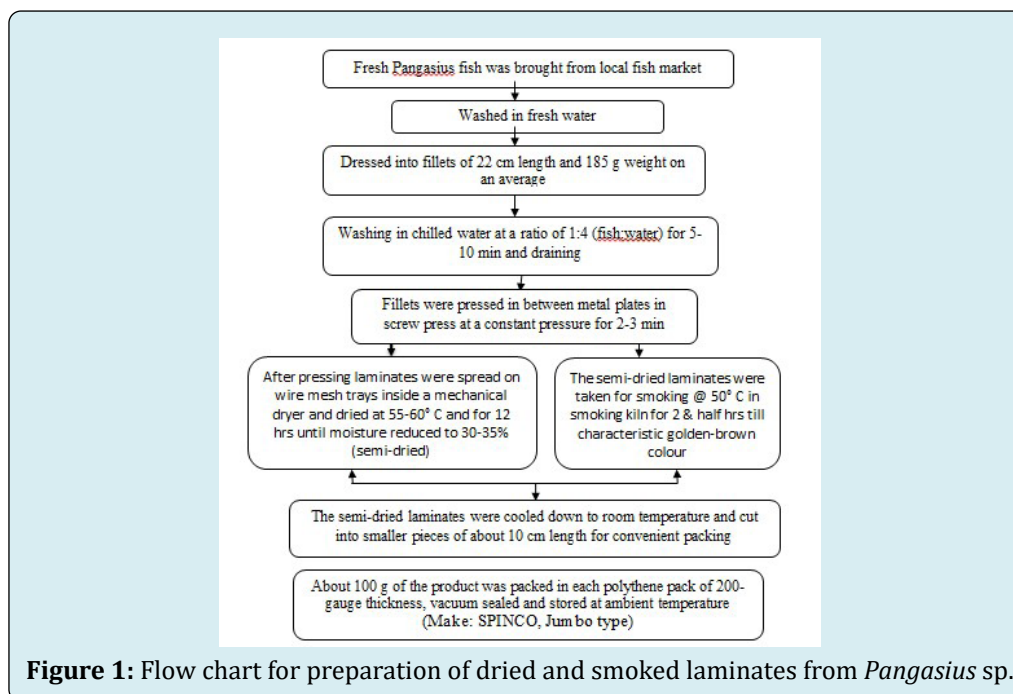 Fresh Pangasius fish was brought from local fish market
Washed in fresh water
Dressed into fillets of 22 cm length and 185 g weight on
an average
Washing in chilled water at a ratio of 1:4 (fish:water) for 5-
10 min and draining
Fillets were pressed in between metal plates in
screw press at a constant pressure for 2-3 min
After pressing laminates were spread on
wire mesh trays inside a mechanical
dryer and dried at 55-60° C and for 12
hrs until moisture reduced to 30-35%
(semi-dried)
The semi-dried laminates were
taken for smoking @ 50° C in
smoking kiln for 2 & half hrs till
characteristic golden-brown
colour
The semi-dried laminates were cooled down to room temperature and cut
into smaller pieces of about 10 cm length for convenient packing
About 100 g of the product was packed in each polythene pack of 200-
gauge thickness, vacuum sealed and stored at ambient temperature
(Make: SPINCO, Jumbo type)
Figure 1: Flow chart for preparation of dried and smoked laminates from Pangasius sp.